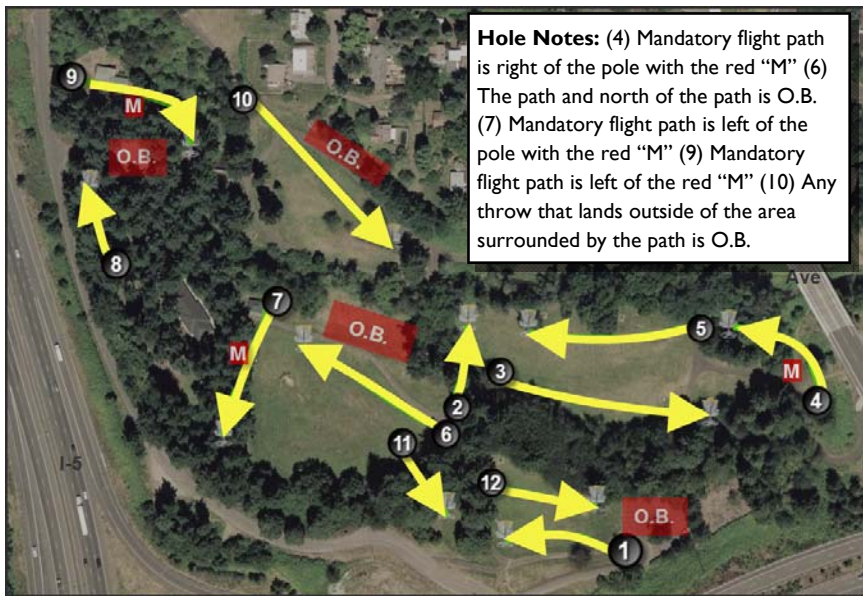 Hole Notes: (4) Mandatory flight path
is right of the pole with the red “M” (6)
The path and north of the path is O.B.
(7) Mandatory flight path is left of the
pole with the red “M” (9) Mandatory
flight path is left of the red “M” (10) Any
throw that lands outside of the area
surrounded by the path is O.B.
9
M
10
O.B.
O.B.
8
Ave
7
O.B.
5
M
3
M
4
2
6
11
I-5
12
O.B.
1